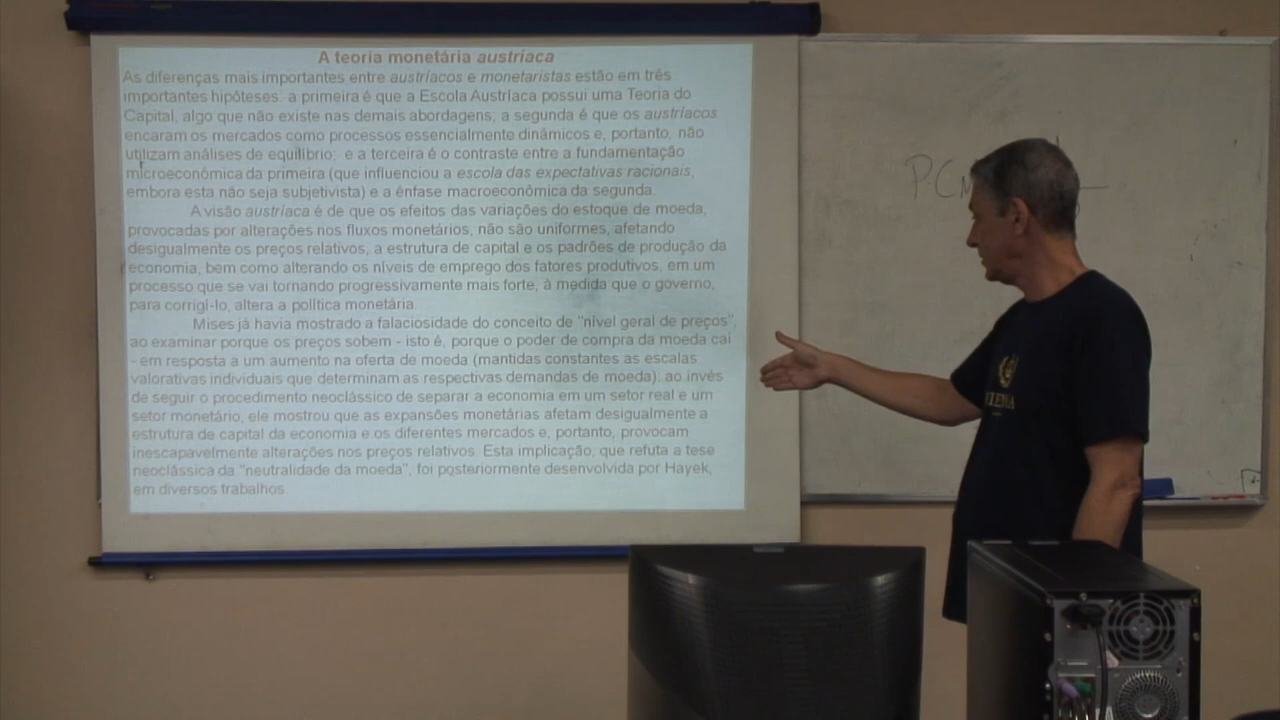 A teoria monetária austríaca
As diferenças mais importantes entre austríacos e monetaristas estão em três
importantes hipóteses: a primeira é que a Escola Austríaca possui uma Teoria do
Capital, algo que não existe nas demais abordagens; a segunda é que os austríacos
encaram os mercados como processos essencialmente dinâmicos e, portanto, não
utilizam análises de equilíbrio; e a terceira é o contraste entre a fundamentação
microeconômica da primeira (que influenciou a escola das expectativas racionais,
embora esta não seja subjetivista) e a ênfase macroeconômica da segunda.
A visão austríaca é de que os efeitos das variações do estoque de moeda,
provocadas por alterações nos fluxos monetários, não são uniformes, afetando
desigualmente os preços relativos, a estrutura de capital e os padrões de produção da
economia, bem como alterando os níveis de emprego dos fatores produtivos, em um
processo que se vai tornando progressivamente mais forte, à medida que o governo,
para corrigi-lo, altera a política monetária.
Mises já havia mostrado a falaciosidade do conceito de "nível geral de preços",
ao examinar porque os preços sobem - isto é, porque o poder de compra da moeda cai
- em resposta a um aumento na oferta de moeda (mantidas constantes as escalas
valorativas individuais que determinam as respectivas demandas de moeda): ao invés
de seguir o procedimento neoclássico de separar a economia em um setor real e um
setor monetário, ele mostrou que as expansões monetárias afetam desigualmente a
estrutura de capital da economia e os diferentes mercados e, portanto, provocam
inescapavelmente alterações nos preços relativos. Esta implicação, que refuta a tese
neoclássica da "neutralidade da moeda", foi posteriormente desenvolvida por Hayek,
em diversos trabalhos.